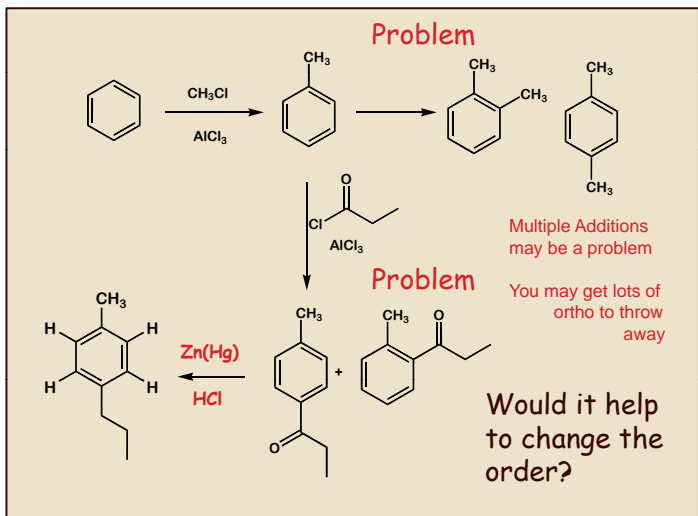 Problem
CH3
CH3Cl
AlCl3
CH3
CH3
CH3
CH3
O
Cl
AlCl3
Multiple Additions
may be a problem
You may get lots of
ortho to throw
away
Problem
CH3
H
H
H
H
Zn(Hg)
HCl
CH3
O
+
CH3
O
Would it help
to change the
order?